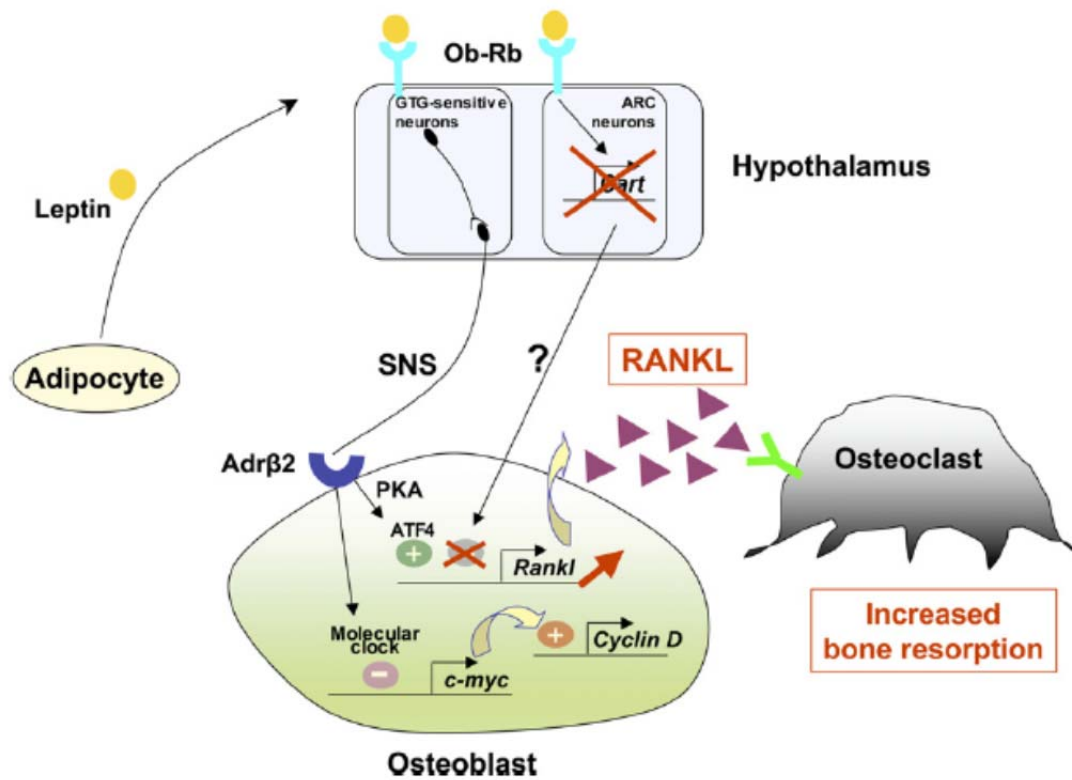 Ob-Rb
GTG-sensitive
neurons
ARC
neurons
Cart
Hypothalamus
Leptin
Adipocyte
SNS
?
RANKL
Adrβ2
PKA
ATF4
+
Rankl
Osteoclast
Molecular
clock
−
c-myc
+
Cyclin D
Increased
bone resorption
Osteoblast